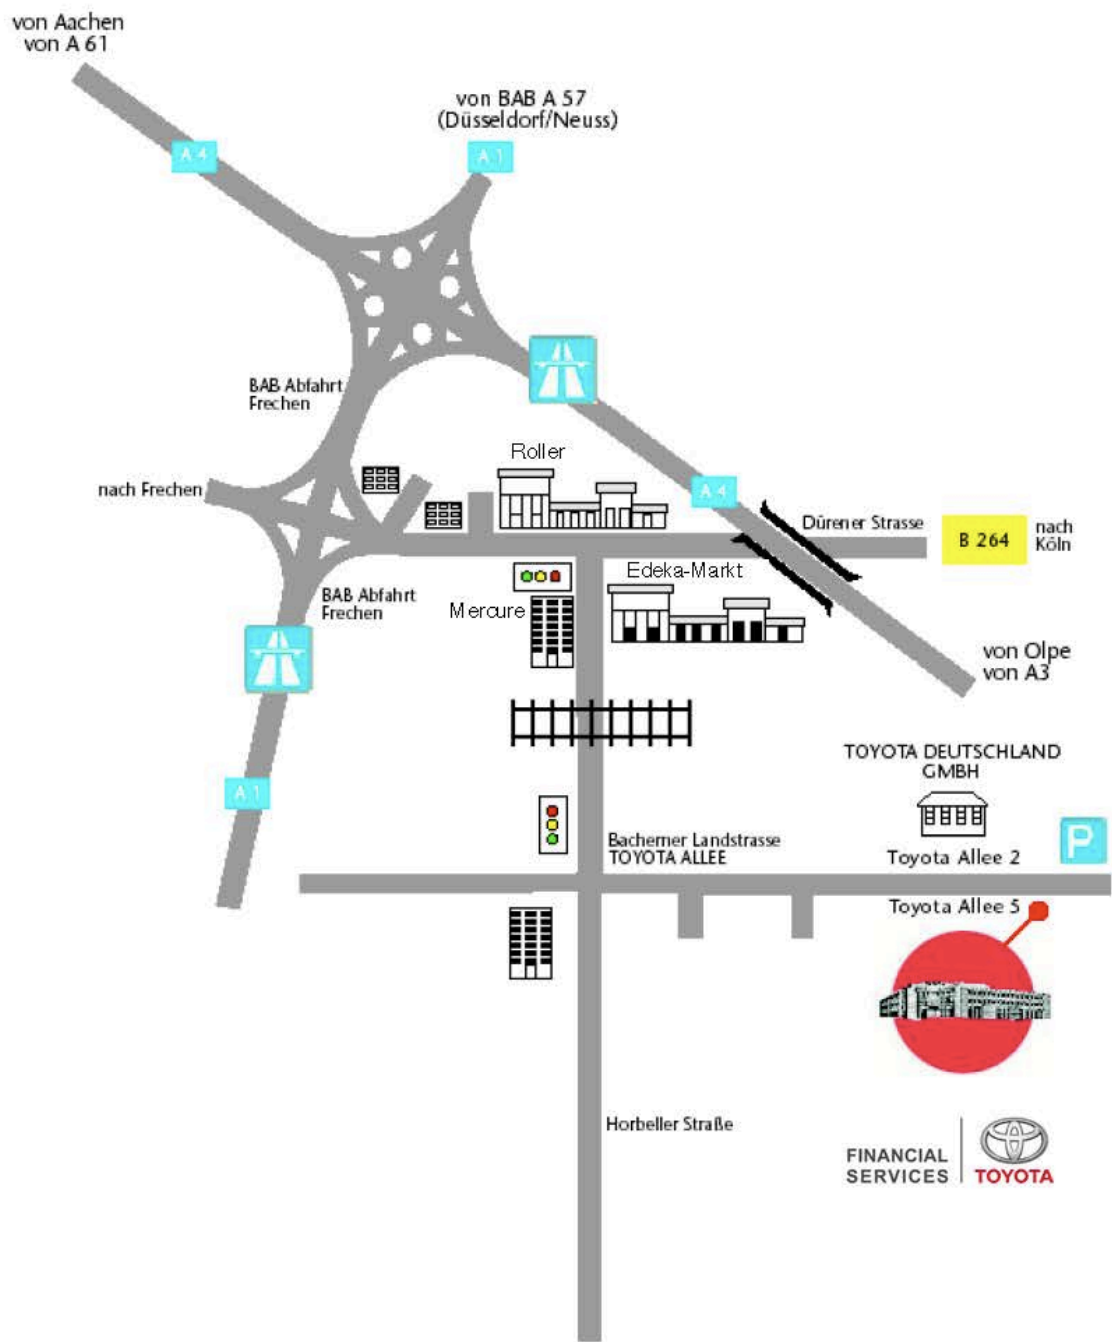 von Aachen
von A 61
von BAB A 57
(Düsseldorf/Neuss)
A 4
A 1
BAB Abfahrt
Frechen
Roller
nach Frechen
A 4
Dürener Strasse
B 264
nach
Köln
Edeka-Markt
BAB Abfahrt
Frechen
Mercure
von Olpe
von A3
A 1
TOYOTA DEUTSCHLAND
GMBH
P
Bachemer Landstrasse
TOYOTA ALLEE
Toyota Allee 2
Toyota Allee 5
Horbeller Straße
FINANCIAL
SERVICES
TOYOTA